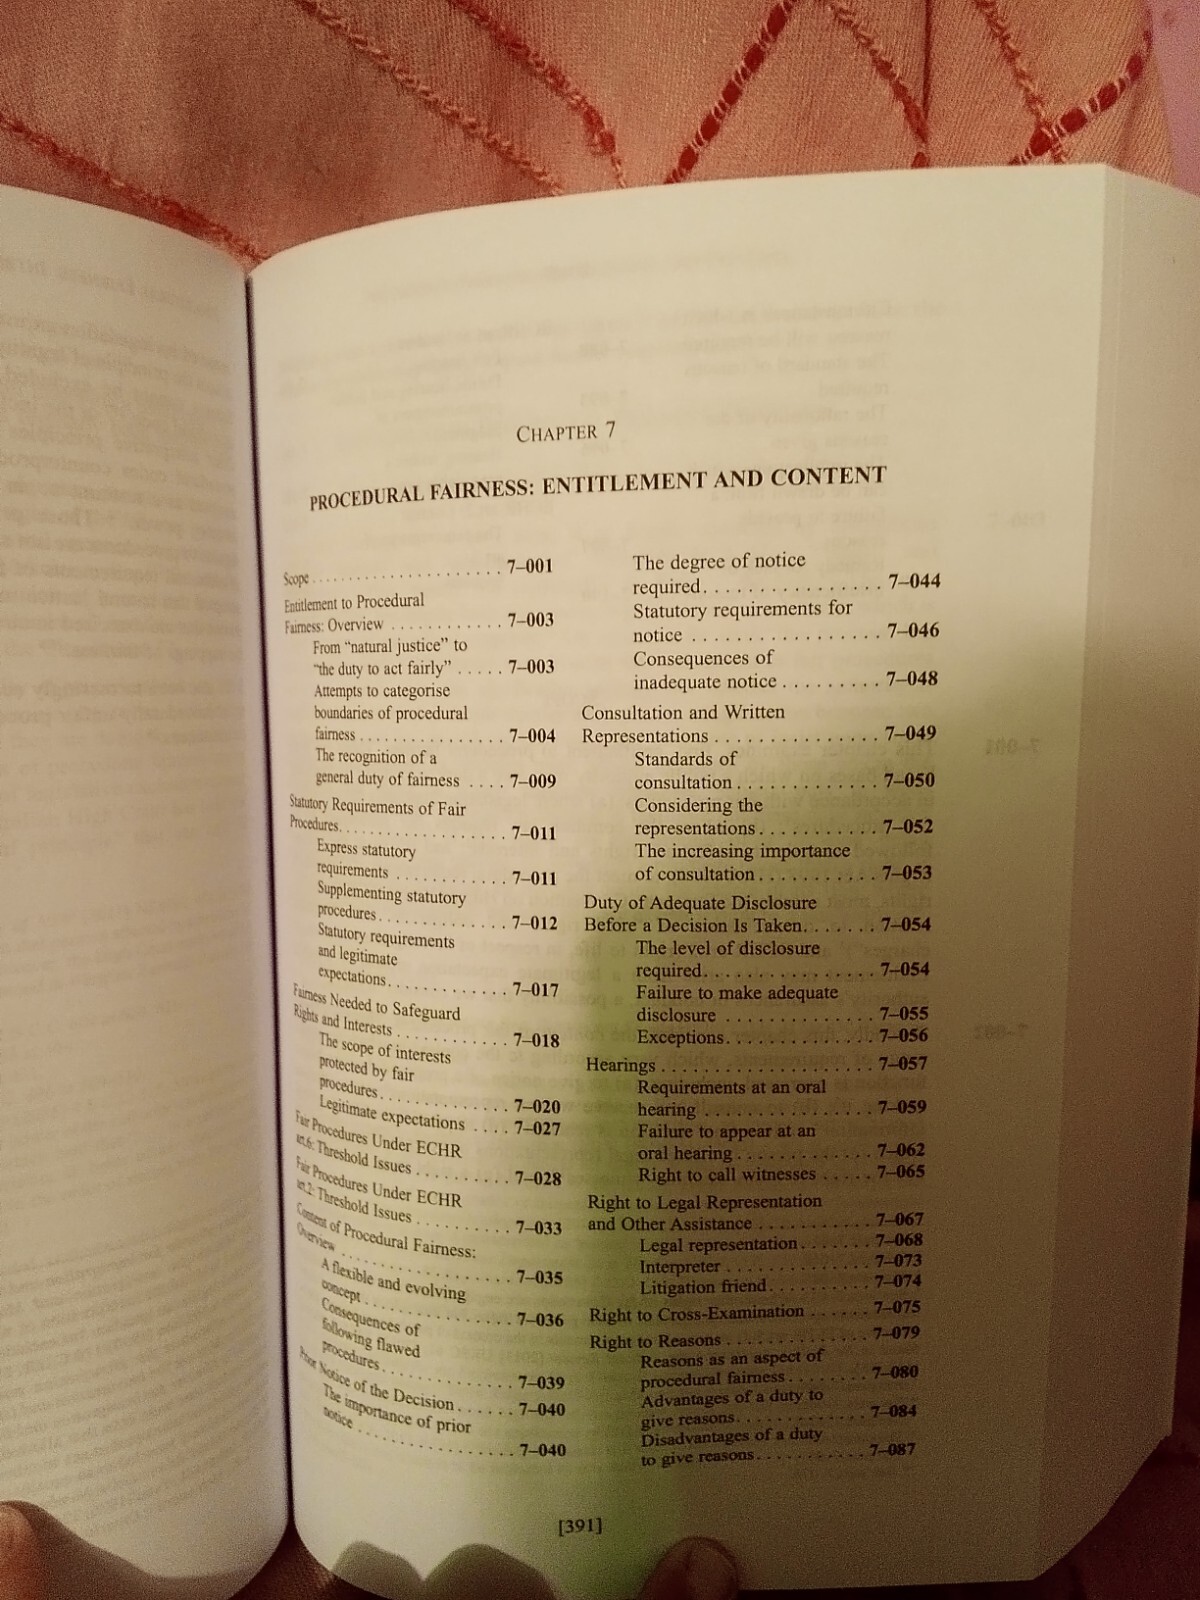 CHAPTER 7
PROCEDURAL FAIRNESS: ENTITLEMENT AND CONTENT
Scope . . . . . . . . . . . . . . . . . . . . . . 7–001
Entitlement to Procedural
Fairness: Overview . . . . . . . . . . . . 7–003
From “natural justice” to
“the duty to act fairly” . . . . . 7–003
Attempts to categorise
boundaries of procedural
fairness . . . . . . . . . . . . . . . 7–004
The recognition of a
general duty of fairness . . . . 7–009
Statutory Requirements of Fair
Procedures. . . . . . . . . . . . . . . . . . 7–011
Express statutory
requirements . . . . . . . . . . . . 7–011
Supplementing statutory
procedures. . . . . . . . . . . . . . 7–012
Statutory requirements
and legitimate
expectations. . . . . . . . . . . . . 7–017
Fairness Needed to Safeguard
Rights and Interests . . . . . . . . . . . 7–018
The scope of interests
protected by fair
procedures. . . . . . . . . . . . . . 7–020
Legitimate expectations . . . . 7–027
Fair Procedures Under ECHR
art.6: Threshold Issues . . . . . . . . . . 7–028
Fair Procedures Under ECHR
art.2: Threshold Issues . . . . . . . . . . 7–033
Content of Procedural Fairness:
Overview . . . . . . . . . . . . . . . . . . 7–035
A flexible and evolving
concept . . . . . . . . . . . . . . . . 7–036
Consequences of
following flawed
procedures. . . . . . . . . . . . . . 7–039
Prior Notice of the Decision . . . . . . 7–040
The importance of prior
notice . . . . . . . . . . . . . . . . . 7–040
The degree of notice
required. . . . . . . . . . . . . . . . 7–044
Statutory requirements for
notice . . . . . . . . . . . . . . . . . 7–046
Consequences of
inadequate notice . . . . . . . . . 7–048
Consultation and Written
Representations . . . . . . . . . . . . . . 7–049
Standards of
consultation . . . . . . . . . . . . . 7–050
Considering the
representations. . . . . . . . . . . 7–052
The increasing importance
of consultation . . . . . . . . . . . 7–053
Duty of Adequate Disclosure
Before a Decision Is Taken. . . . . . . 7–054
The level of disclosure
required. . . . . . . . . . . . . . . . 7–054
Failure to make adequate
disclosure . . . . . . . . . . . . . . 7–055
Exceptions. . . . . . . . . . . . . . 7–056
Hearings . . . . . . . . . . . . . . . . . . . . 7–057
Requirements at an oral
hearing . . . . . . . . . . . . . . . . 7–059
Failure to appear at an
oral hearing . . . . . . . . . . . . . 7–062
Right to call witnesses . . . . . 7–065
Right to Legal Representation
and Other Assistance . . . . . . . . . . . 7–067
Legal representation. . . . . . . 7–068
Interpreter . . . . . . . . . . . . . . 7–073
Litigation friend. . . . . . . . . . 7–074
Right to Cross-Examination . . . . . . 7–075
Right to Reasons . . . . . . . . . . . . . . 7–079
Reasons as an aspect of
procedural fairness . . . . . . . . 7–080
Advantages of a duty to
give reasons. . . . . . . . . . . . . 7–084
Disadvantages of a duty
to give reasons. . . . . . . . . . . 7–087
[391]